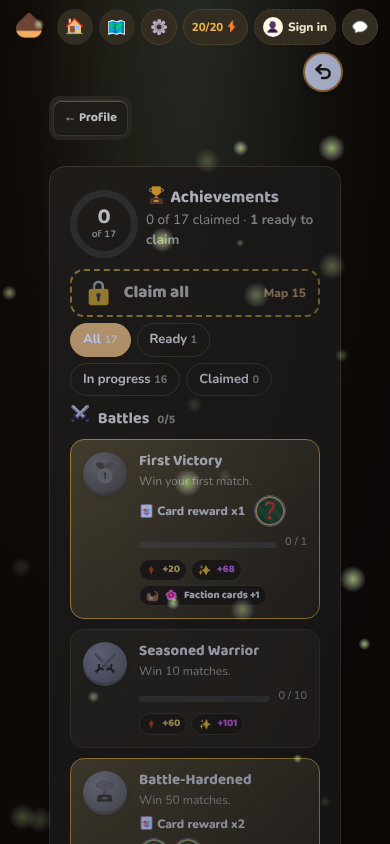 20/20
Sign in
← Profile
0
of 17
Achievements
0 of 17 claimed · 1 ready to
claim
Claim all
Map 15
All 17
Ready 1
In progress 16
Claimed 0
Battles 0/5
First Victory
Win your first match.
Card reward x1
0 / 1
+20
+68
Faction cards +1
Seasoned Warrior
Win 10 matches.
0 / 10
+60
+101
Battle-Hardened
Win 50 matches.
Card reward x2